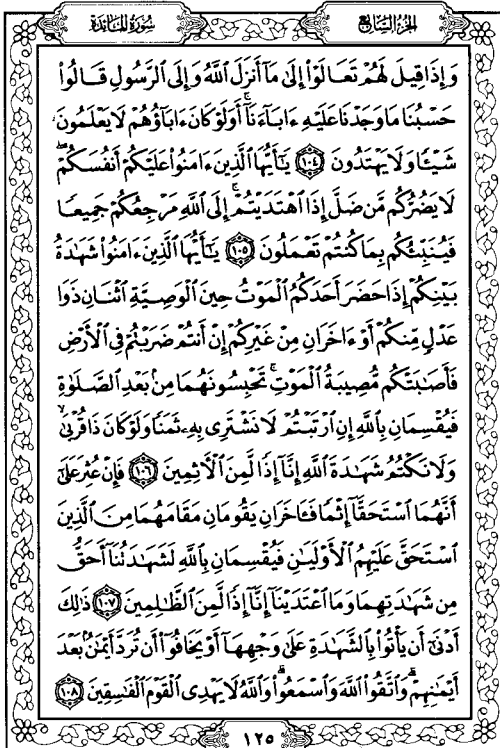 سُورَةُ المَائِدَة
الجُزْءُ السَّابِعُ
وَإِذَا قِيلَ لَهُمْ تَعَالَوْا۟ إِلَىٰ مَآ أَنزَلَ ٱللَّهُ وَإِلَى ٱلرَّسُولِ قَالُوا۟
حَسْبُنَا مَا وَجَدْنَا عَلَيْهِ ءَابَآءَنَآ ۚ أَوَلَوْ كَانَ ءَابَآؤُهُمْ لَا يَعْلَمُونَ
شَيْـًٔا وَلَا يَهْتَدُونَ ١٠٤ يَـٰٓأَيُّهَا ٱلَّذِينَ ءَامَنُوا۟ عَلَيْكُمْ أَنفُسَكُمْ ۖ
لَا يَضُرُّكُم مَّن ضَلَّ إِذَا ٱهْتَدَيْتُمْ ۚ إِلَى ٱللَّهِ مَرْجِعُكُمْ جَمِيعًا
فَيُنَبِّئُكُم بِمَا كُنتُمْ تَعْمَلُونَ ١٠٥ يَـٰٓأَيُّهَا ٱلَّذِينَ ءَامَنُوا۟ شَهَـٰدَةُ
بَيْنِكُمْ إِذَا حَضَرَ أَحَدَكُمُ ٱلْمَوْتُ حِينَ ٱلْوَصِيَّةِ ٱثْنَانِ ذَوَا
عَدْلٍ مِّنكُمْ أَوْ ءَاخَرَانِ مِنْ غَيْرِكُمْ إِنْ أَنتُمْ ضَرَبْتُمْ فِى ٱلْأَرْضِ
فَأَصَـٰبَتْكُم مُّصِيبَةُ ٱلْمَوْتِ ۚ تَحْبِسُونَهُمَا مِنۢ بَعْدِ ٱلصَّلَوٰةِ
فَيُقْسِمَانِ بِٱللَّهِ إِنِ ٱرْتَبْتُمْ لَا نَشْتَرِى بِهِۦ ثَمَنًا وَلَوْ كَانَ ذَا قُرْبَىٰ ۙ
وَلَا نَكْتُمُ شَهَـٰدَةَ ٱللَّهِ إِنَّآ إِذًا لَّمِنَ ٱلْـَٔاثِمِينَ ١٠٦ فَإِنْ عُثِرَ عَلَىٰٓ
أَنَّهُمَا ٱسْتَحَقَّآ إِثْمًا فَـَٔاخَرَانِ يَقُومَانِ مَقَامَهُمَا مِنَ ٱلَّذِينَ
ٱسْتَحَقَّ عَلَيْهِمُ ٱلْأَوْلَيَـٰنِ فَيُقْسِمَانِ بِٱللَّهِ لَشَهَـٰدَتُنَآ أَحَقُّ
مِن شَهَـٰدَتِهِمَا وَمَا ٱعْتَدَيْنَآ إِنَّآ إِذًا لَّمِنَ ٱلظَّـٰلِمِينَ ١٠٧ ذَٰلِكَ
أَدْنَىٰٓ أَن يَأْتُوا۟ بِٱلشَّهَـٰدَةِ عَلَىٰ وَجْهِهَآ أَوْ يَخَافُوٓا۟ أَن تُرَدَّ أَيْمَـٰنٌۢ بَعْدَ
أَيْمَـٰنِهِمْ ۗ وَٱتَّقُوا۟ ٱللَّهَ وَٱسْمَعُوا۟ ۗ وَٱللَّهُ لَا يَهْدِى ٱلْقَوْمَ ٱلْفَـٰسِقِينَ ١٠٨
١٢٥